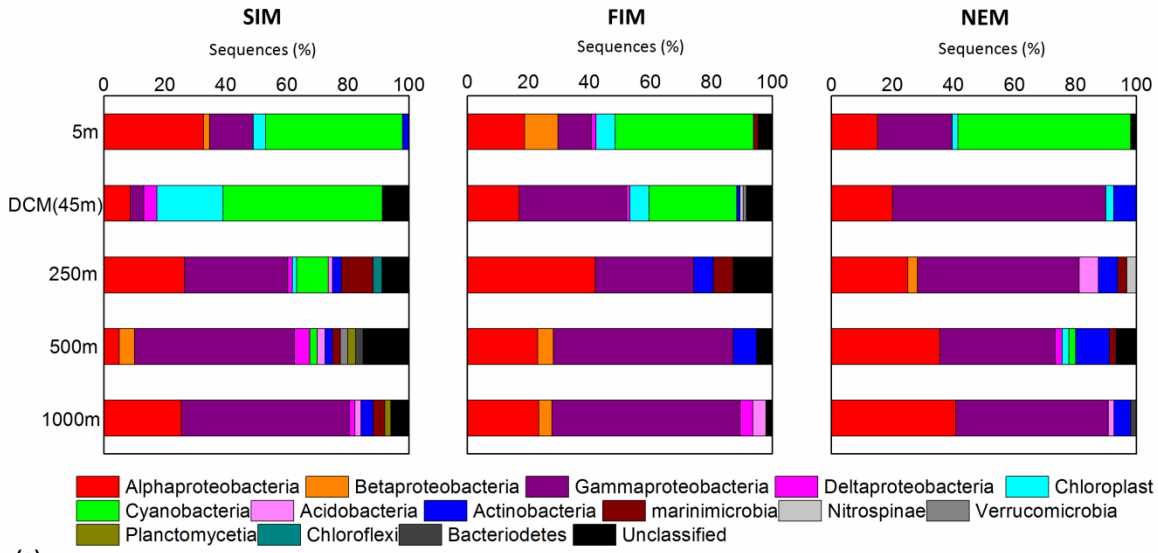 SIM FIM NEM
Sequences (%) Sequences (%) Sequences (%)
0 20 40 60 80 100 0 20 40 60 80 100 0 20 40 60 80 100
5m
DCM(45m)
250m
500m
1000m
Alphaproteobacteria Betaproteobacteria Gammaproteobacteria Deltaproteobacteria Chloroplast
Cyanobacteria Acidobacteria Actinobacteria marinimicrobia Nitrospinae Verrucomicrobia
Planctomycetia Chloroflexi Bacteriodetes Unclassified